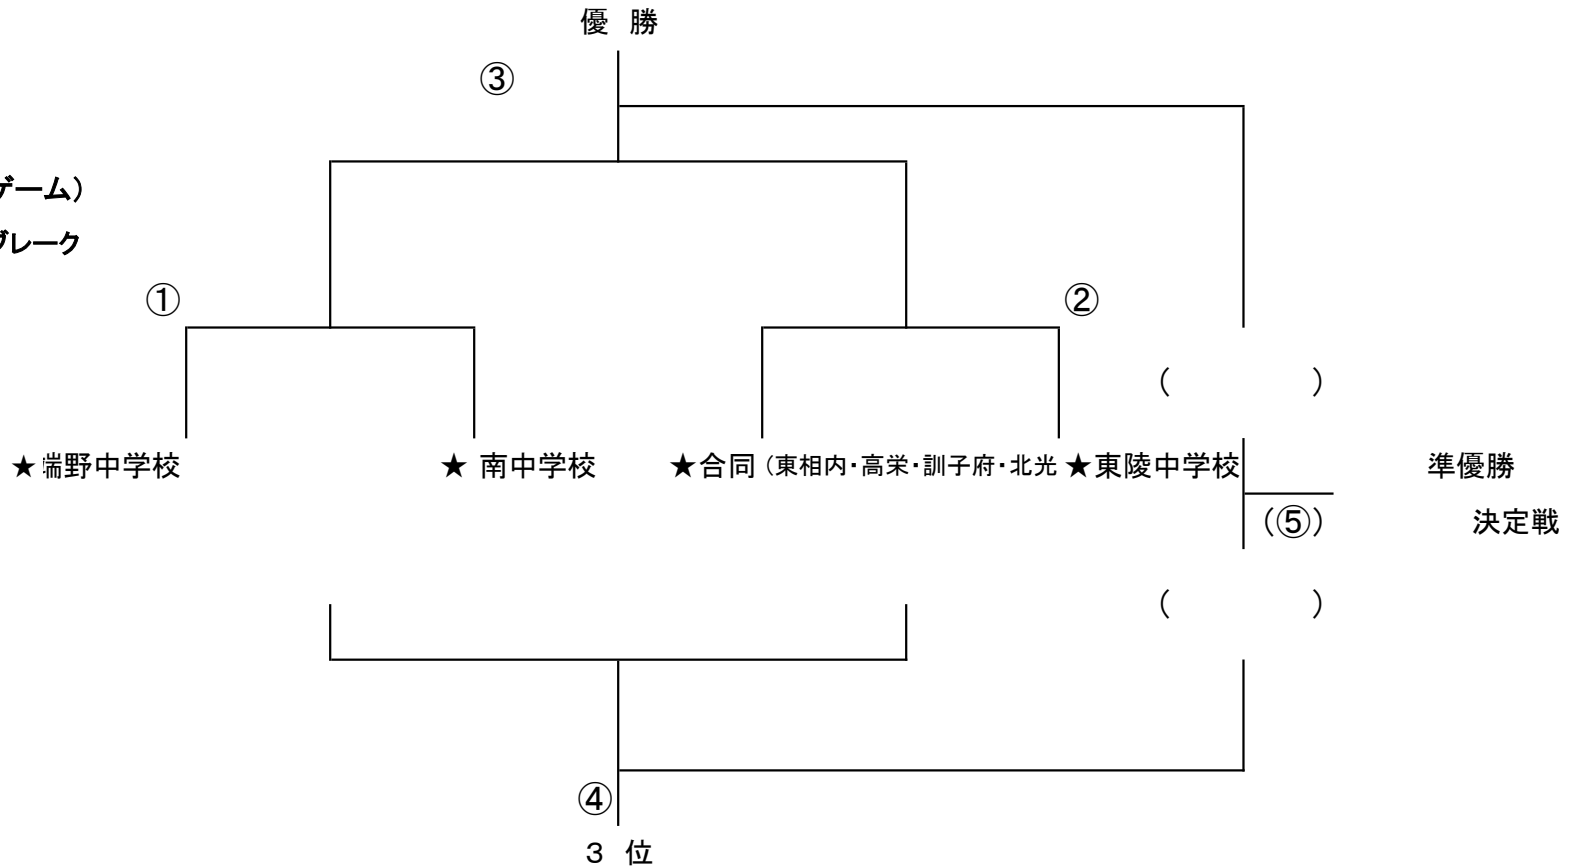 優 勝
③
ゲーム）
ブレーク
①
②
（ ）
★端野中学校
★ 南中学校
★合同（東相内・高栄・訓子府・北光
★東陵中学校
準優勝
（⑤）
決定戦
（ ）
④
３ 位